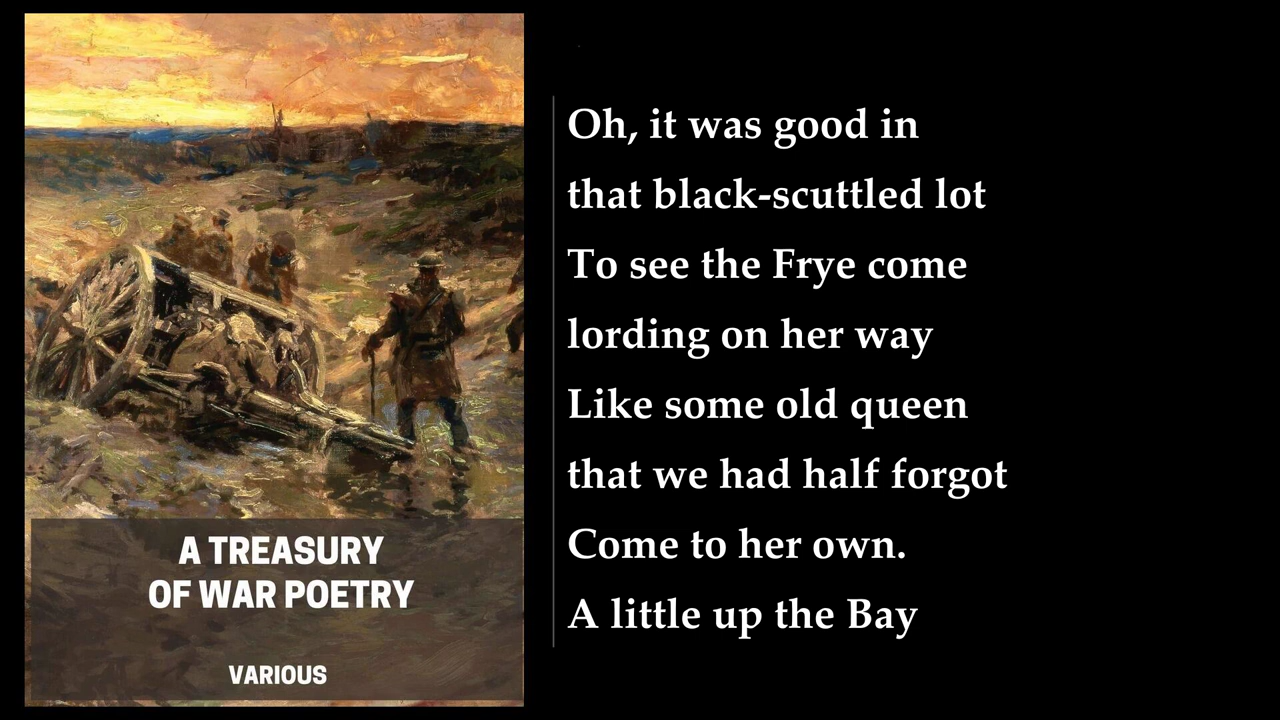 A TREASURY
OF WAR POETRY
VARIOUS
Oh, it was good in
that black-scuttled lot
To see the Frye come
lording on her way
Like some old queen
that we had half forgot
Come to her own.
A little up the Bay